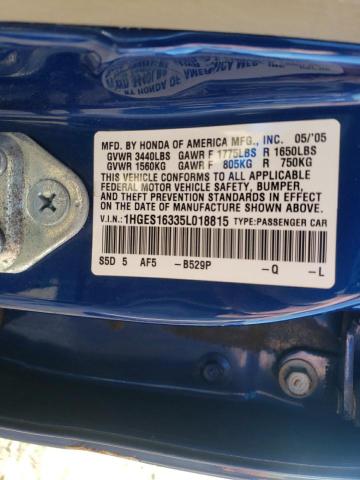 MFD. BY HONDA OF AMERICA MFG., INC. 05/'05
GVWR 3440LBS GAWR F 1775LBS R 1650LBS
GVWR 1560KG GAWR F 805KG R 750KG
THIS VEHICLE CONFORMS TO ALL APPLICABLE
FEDERAL MOTOR VEHICLE SAFETY, BUMPER,
AND THEFT PREVENTION STANDARDS IN EFFECT
ON THE DATE OF MANUFACTURE SHOWN ABOVE.
V.I.N.: 1HGES16335L018815 TYPE: PASSENGER CAR
S5D 5 AF5 -B529P -Q -L